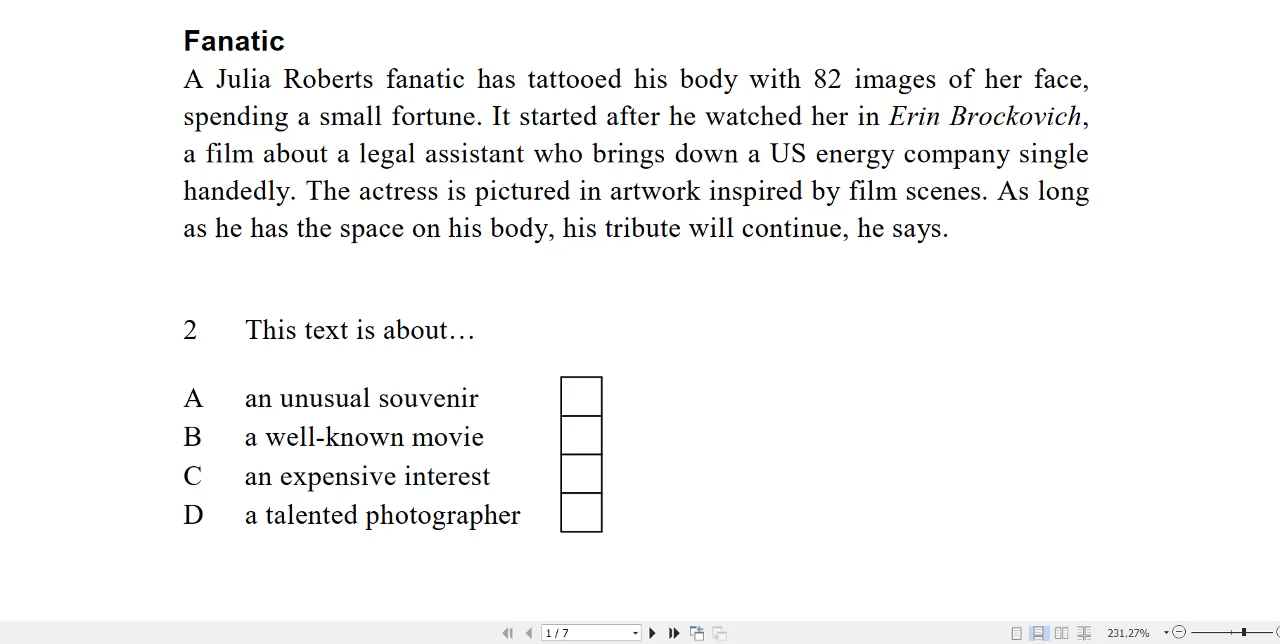 Fanatic
A Julia Roberts fanatic has tattooed his body with 82 images of her face,
spending a small fortune. It started after he watched her in Erin Brockovich,
a film about a legal assistant who brings down a US energy company single
handedly. The actress is pictured in artwork inspired by film scenes. As long
as he has the space on his body, his tribute will continue, he says.
2 This text is about…
A an unusual souvenir
B a well-known movie
C an expensive interest
D a talented photographer
1 / 7 231,27%